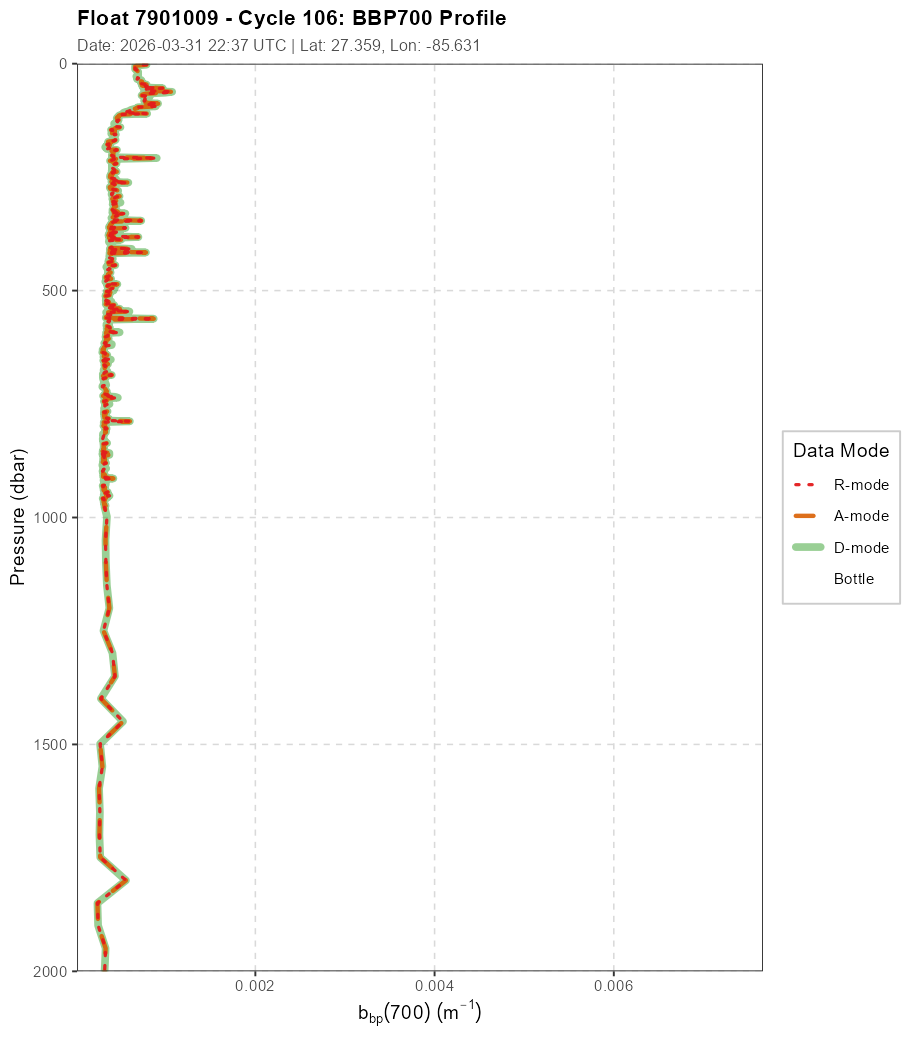 Float 7901009 - Cycle 106: BBP700 Profile
Date: 2026-03-31 22:37 UTC | Lat: 27.359, Lon: -85.631
0
500
1000
1500
2000
Pressure (dbar)
0.002
0.004
0.006
b_bp(700) (m⁻¹)
Data Mode
R-mode
A-mode
D-mode
Bottle